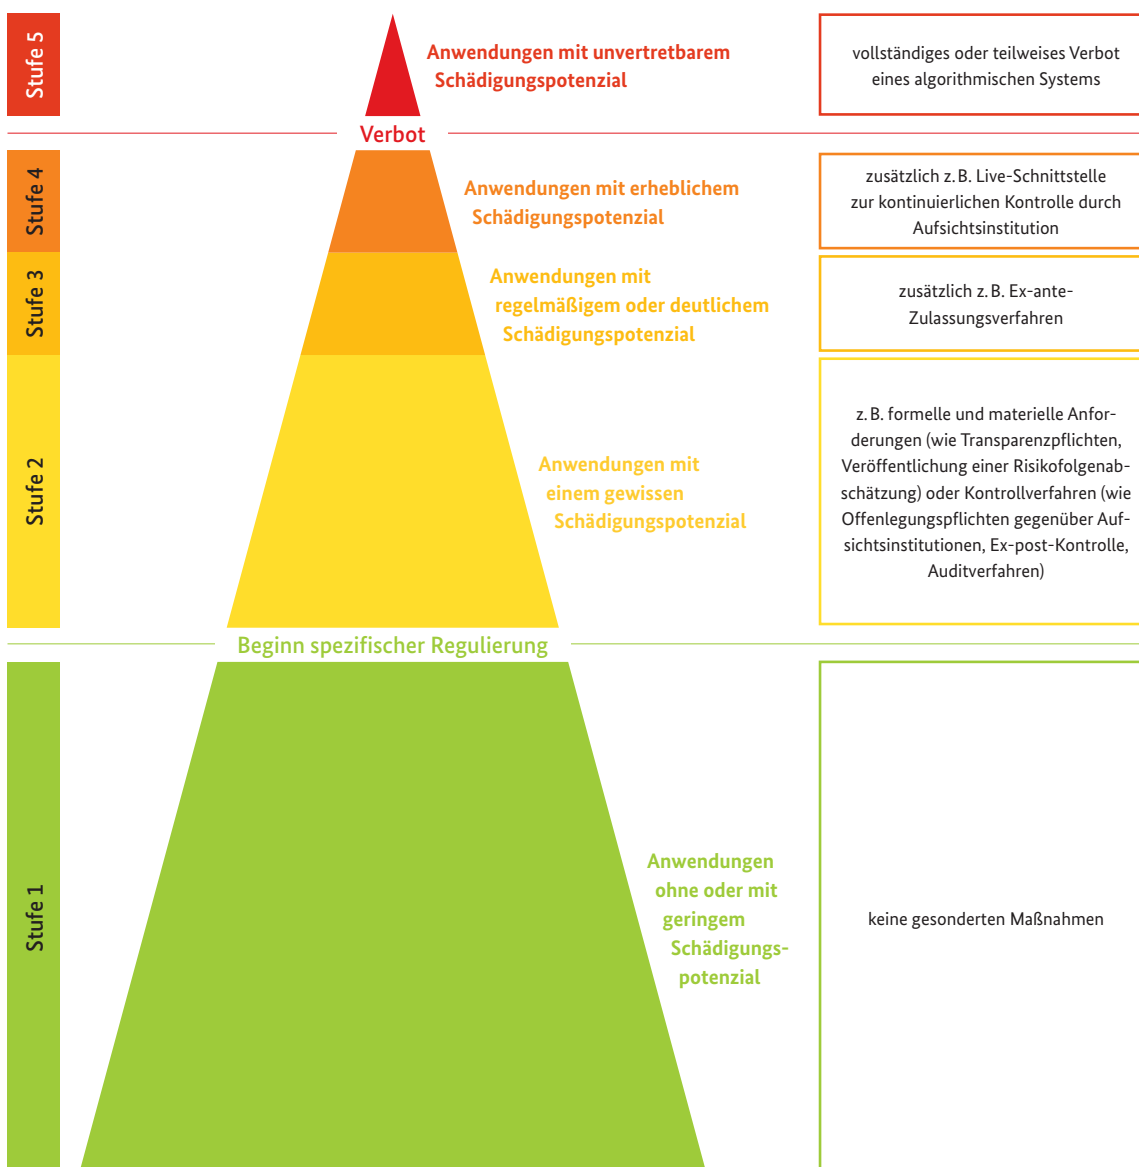 Stufe 5
Anwendungen mit unvertretbarem
Schädigungspotenzial
vollständiges oder teilweises Verbot
eines algorithmischen Systems
Verbot
Stufe 4
Anwendungen mit erheblichem
Schädigungspotenzial
zusätzlich z. B. Live-Schnittstelle
zur kontinuierlichen Kontrolle durch
Aufsichtsinstitution
Stufe 3
Anwendungen mit
regelmäßigem oder deutlichem
Schädigungspotenzial
zusätzlich z. B. Ex-ante-
Zulassungsverfahren
Stufe 2
Anwendungen mit
einem gewissen
Schädigungspotenzial
z. B. formelle und materielle Anfor-
derungen (wie Transparenzpflichten,
Veröffentlichung einer Risikofolgenab-
schätzung) oder Kontrollverfahren (wie
Offenlegungspflichten gegenüber Auf-
sichtsinstitutionen, Ex-post-Kontrolle,
Auditverfahren)
Beginn spezifischer Regulierung
Stufe 1
Anwendungen
ohne oder mit
geringem
Schädigungs-
potenzial
keine gesonderten Maßnahmen